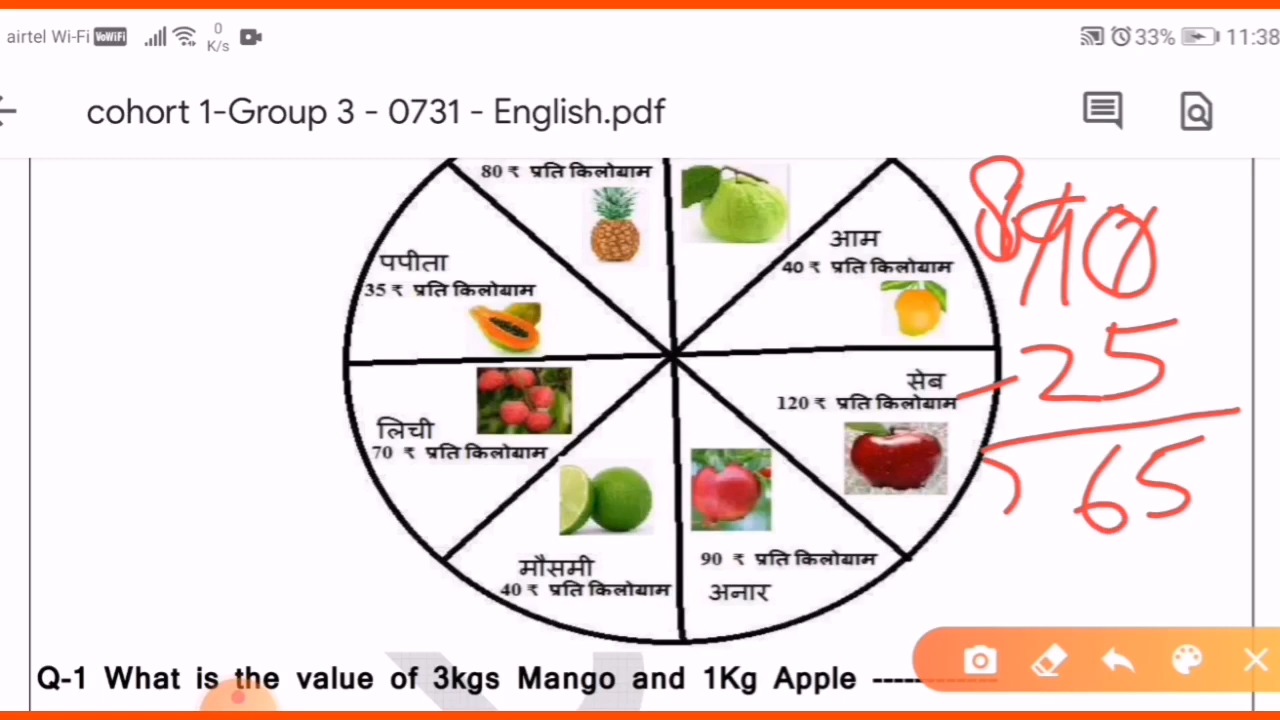 airtel Wi-Fi VoWiFi 0 K/s 33% 11:38
cohort 1-Group 3 - 0731 - English.pdf
80 ₹ प्रति किलोग्राम
आम
40 ₹ प्रति किलोग्राम
पपीता
35 ₹ प्रति किलोग्राम
सेब
120 ₹ प्रति किलोग्राम
लिची
70 ₹ प्रति किलोग्राम
मौसमी
40 ₹ प्रति किलोग्राम
90 ₹ प्रति किलोग्राम
अनार
- 25
65
Q-1 What is the value of 3kgs Mango and 1Kg Apple ------